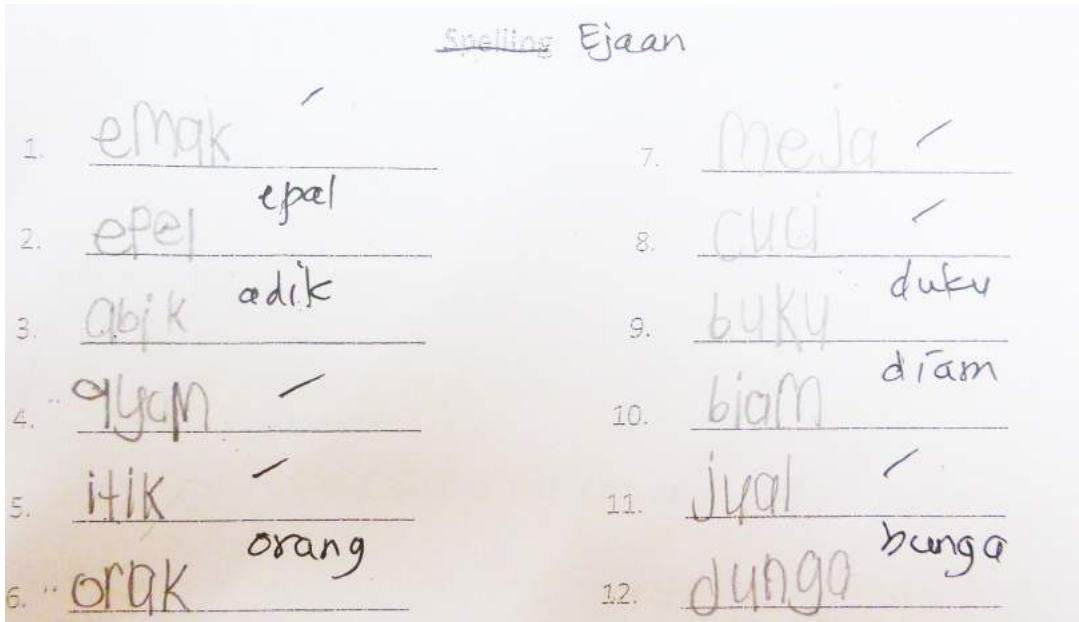 Spelling Ejaan
1. emak
epal
2. epel
adik
3. abik
4. ayam
5. itik
orang
6. orak
7. meja
8. cuci
duku
9. buku
diam
10. biam
11. jual
bunga
12. dunga